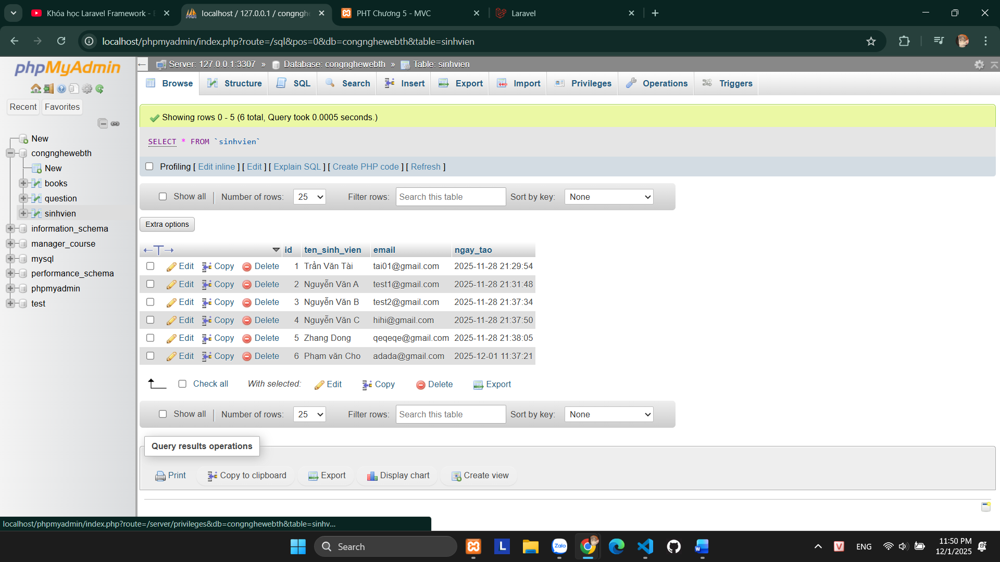 Khóa học Laravel Framework -
localhost / 127.0.0.1 / congngh
PHT Chương 5 - MVC
Laravel
localhost/phpmyadmin/index.php?route=/sql&pos=0&db=congnghewebth&table=sinhvien
phpMyAdmin
Recent
Favorites
New
congnghewebth
New
books
question
sinhvien
information_schema
manager_course
mysql
performance_schema
phpmyadmin
test
Server: 127.0.0.1:3307 » Database: congnghewebth » Table: sinhvien
Browse
Structure
SQL
Search
Insert
Export
Import
Privileges
Operations
Triggers
Showing rows 0 - 5 (6 total, Query took 0.0005 seconds.)
SELECT * FROM `sinhvien`
Profiling [ Edit inline ] [ Edit ] [ Explain SQL ] [ Create PHP code ] [ Refresh ]
Show all | Number of rows: 25 Filter rows: Search this table Sort by key: None
Extra options
id ten_sinh_vien email ngay_tao
Edit Copy Delete 1 Trần Văn Tài tai01@gmail.com 2025-11-28 21:29:54
Edit Copy Delete 2 Nguyễn Văn A test1@gmail.com 2025-11-28 21:31:48
Edit Copy Delete 3 Nguyễn Văn B test2@gmail.com 2025-11-28 21:37:34
Edit Copy Delete 4 Nguyễn Văn C hihi@gmail.com 2025-11-28 21:37:50
Edit Copy Delete 5 Zhang Dong qeqeqe@gmail.com 2025-11-28 21:38:05
Edit Copy Delete 6 Phạm văn Cho adada@gmail.com 2025-12-01 11:37:21
Check all With selected: Edit Copy Delete Export
Show all | Number of rows: 25 Filter rows: Search this table Sort by key: None
Query results operations
Print
Copy to clipboard
Export
Display chart
Create view
localhost/phpmyadmin/index.php?route=/server/privileges&db=congnghewebth&table=sinhv...
Search
L
Zalo
W
V
ENG
11:50 PM
12/1/2025